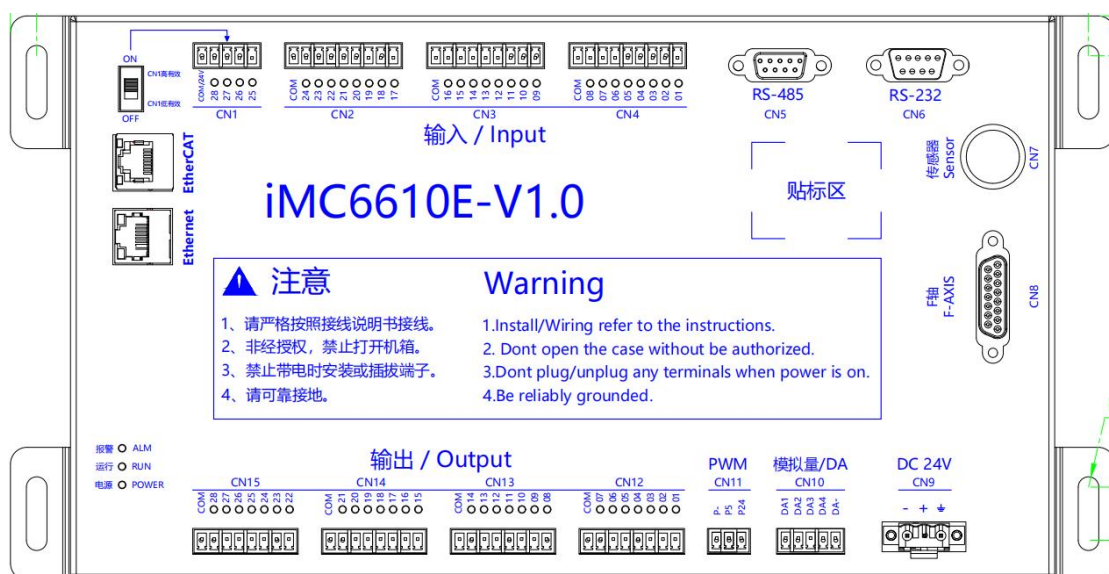 ON
CN1高有效
CN1低有效
OFF
COM/24V 28 27 26 25
CN1
COM 24 23 22 21 20 19 18 17
CN2
COM 16 15 14 13 12 11 10 09
CN3
COM 08 07 06 05 04 03 02 01
CN4
输入 / Input
RS-485
CN5
RS-232
CN6
EtherCAT
Ethernet
iMC6610E-V1.0
贴标区
传感器
Sensor
CN7
F轴
F-AXIS
CN8
注意
1、请严格按照接线说明书接线。
2、非经授权，禁止打开机箱。
3、禁止带电时安装或插拔端子。
4、请可靠接地。
Warning
1.Install/Wiring refer to the instructions.
2. Dont open the case without be authorized.
3.Dont plug/unplug any terminals when power is on.
4.Be reliably grounded.
报警 ALM
运行 RUN
电源 POWER
输出 / Output
CN15
COM 28 27 26 25 24 23 22
CN14
COM 21 20 19 18 17 16 15
CN13
COM 14 13 12 11 10 09 08
CN12
COM 07 06 05 04 03 02 01
PWM
CN11
P- P5 P24
模拟量/DA
CN10
DA1 DA2 DA3 DA4 DA-
DC 24V
CN9
- +